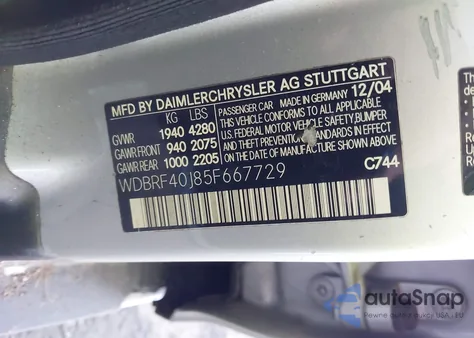 MFD BY DAIMLERCHRYSLER AG STUTTGART
KG LBS
GVWR 1940 4280
GAWR FRONT 940 2075
GAWR REAR 1000 2205
PASSENGER CAR / MADE IN GERMANY 12/04
THIS VEHICLE CONFORMS TO ALL APPLICABLE
U.S. FEDERAL MOTOR VEHICLE SAFETY, BUMPER
AND THEFT PREVENTION STANDARDS IN EFFECT
ON THE DATE OF MANUFACTURE SHOWN ABOVE.
WDBRF40J85F667729
C744
autoSnap